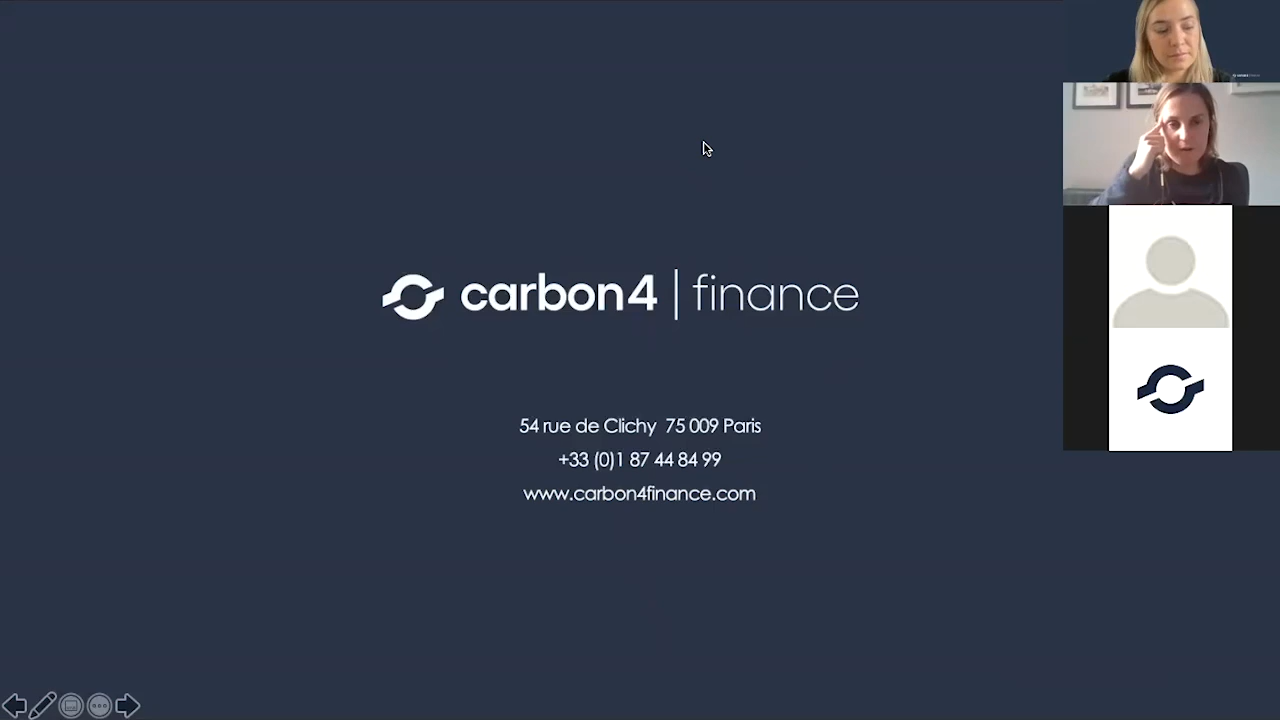 carbon4 | finance
54 rue de Clichy 75 009 Paris
+33 (0)1 87 44 84 99
www.carbon4finance.com